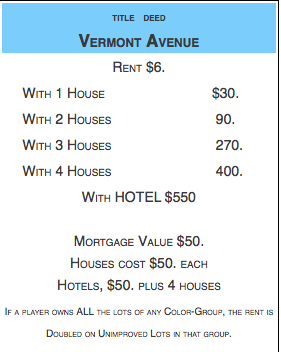 TITLE DEED
VERMONT AVENUE
RENT $6.
WITH 1 HOUSE $30.
WITH 2 HOUSES 90.
WITH 3 HOUSES 270.
WITH 4 HOUSES 400.
WITH HOTEL $550
MORTGAGE VALUE $50.
HOUSES COST $50. EACH
HOTELS, $50. PLUS 4 HOUSES
IF A PLAYER OWNS ALL THE LOTS OF ANY COLOR-GROUP, THE RENT IS
DOUBLED ON UNIMPROVED LOTS IN THAT GROUP.